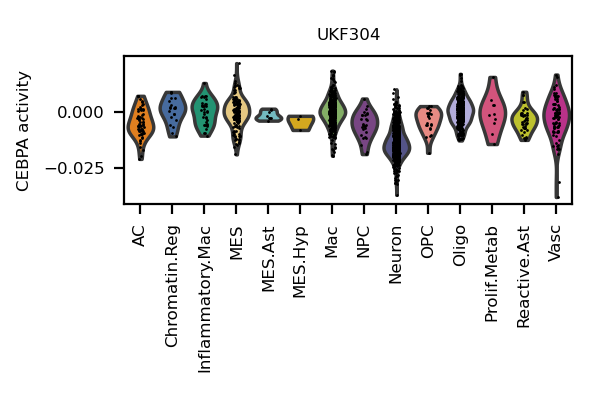 UKF304
CEBPA activity
0.000
−0.025
AC
Chromatin.Reg
Inflammatory.Mac
MES
MES.Ast
MES.Hyp
Mac
NPC
Neuron
OPC
Oligo
Prolif.Metab
Reactive.Ast
Vasc